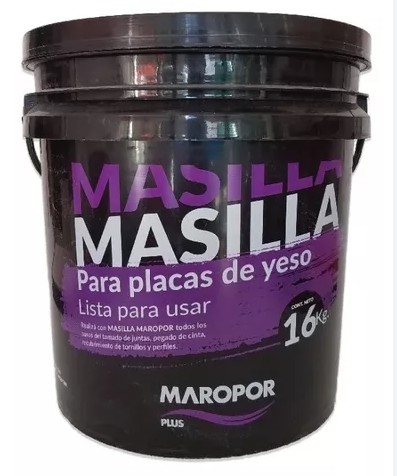 MASILLA
MASILLA
Para placas de yeso
Lista para usar
Realizá con MASILLA MAROPOR todos los
pasos del tomado de juntas, pegado de cinta,
recubrimiento de tornillos y perfiles.
CONT. NETO
16Kg.
MAROPOR
PLUS